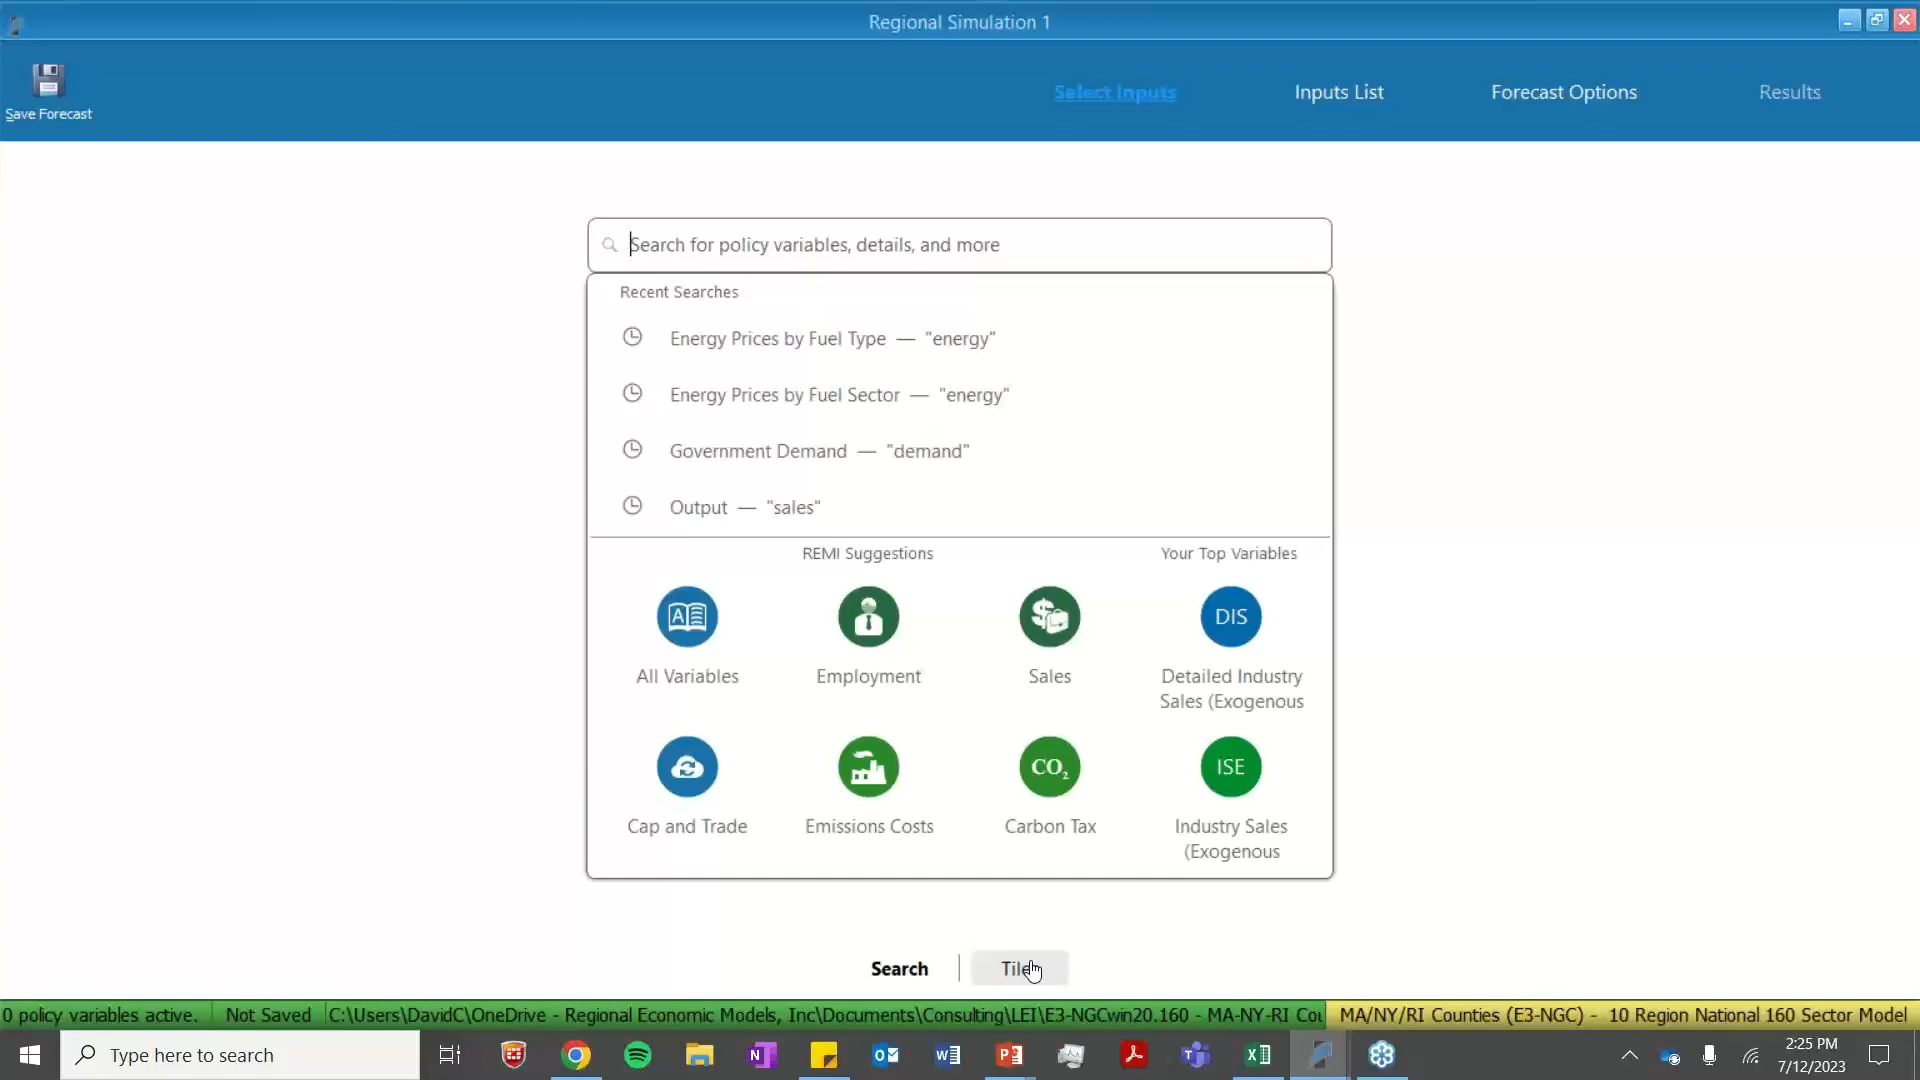 Regional Simulation 1
Save Forecast
Select Inputs
Inputs List
Forecast Options
Results
Search for policy variables, details, and more
Recent Searches
Energy Prices by Fuel Type — "energy"
Energy Prices by Fuel Sector — "energy"
Government Demand — "demand"
Output — "sales"
REMI Suggestions
Your Top Variables
A
DIS
All Variables
Employment
Sales
Detailed Industry
Sales (Exogenous
CO₂
ISE
Cap and Trade
Emissions Costs
Carbon Tax
Industry Sales
(Exogenous
Search
0 policy variables active.
Not Saved
C:\Users\DavidC\OneDrive - Regional Economic Models, Inc\Documents\Consulting\LEI\E3-NGCwin20.160 - MA-NY-RI Cou
MA/NY/RI Counties (E3-NGC) - 10 Region National 160 Sector Model
Type here to search
2:25 PM
7/12/2023